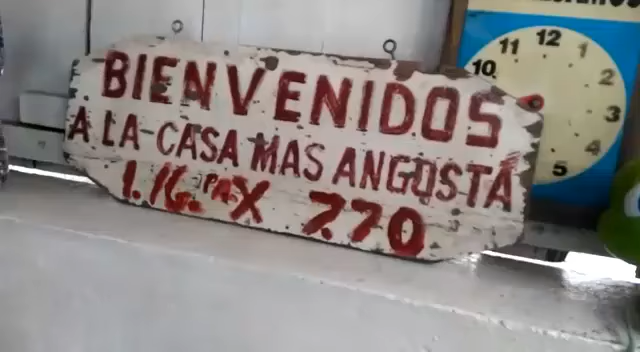 BIENVENIDOS
A LA-CASA MAS ANGOSTA
1.16. X 7.70
10 11 12 1
2
3
4
5